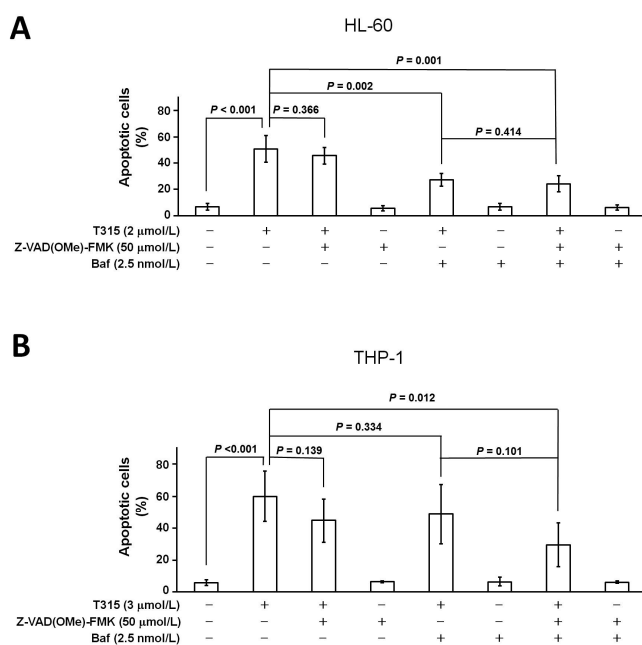 A
HL-60
P = 0.001
P = 0.002
P < 0.001
P = 0.366
P = 0.414
Apoptotic cells
(%)
80
60
40
20
0
T315 (2 μmol/L) – + + – + – + –
Z-VAD(OMe)-FMK (50 μmol/L) – – + + – – + +
Baf (2.5 nmol/L) – – – – + + + +
B
THP-1
P = 0.012
P = 0.334
P <0.001
P = 0.139
P = 0.101
Apoptotic cells
(%)
80
60
40
20
0
T315 (3 μmol/L) – + + – + – + –
Z-VAD(OMe)-FMK (50 μmol/L) – – + + – – + +
Baf (2.5 nmol/L) – – – – + + + +